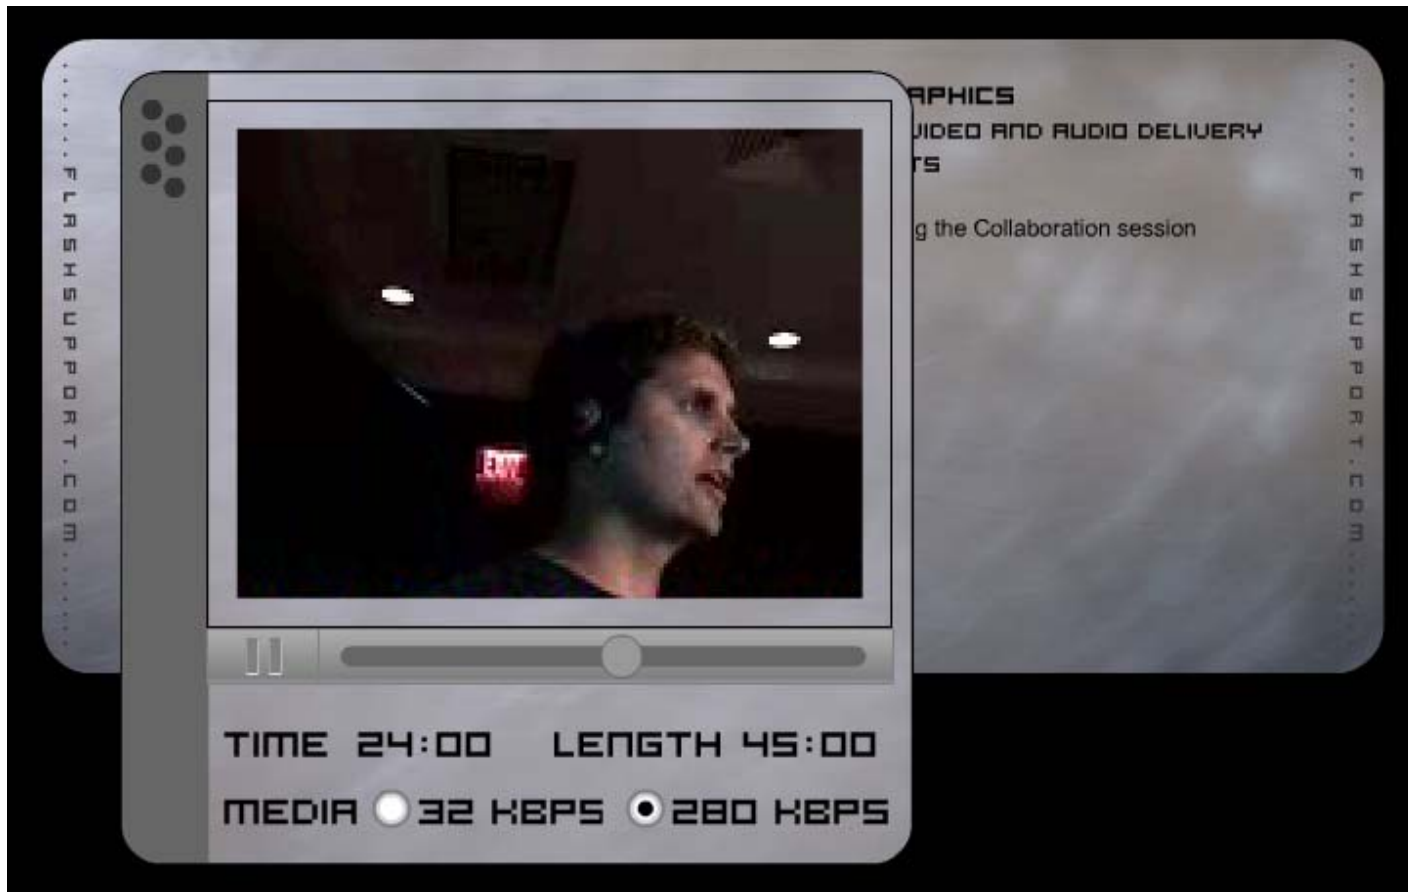 .......FLASHSUPPORT.COM.......
APHICS
VIDEO AND AUDIO DELIVERY
TS
g the Collaboration session
EXIT
TIME 24:00 LENGTH 45:00
MEDIA 32 KBPS 280 KBPS
.......FLASHSUPPORT.COM.......